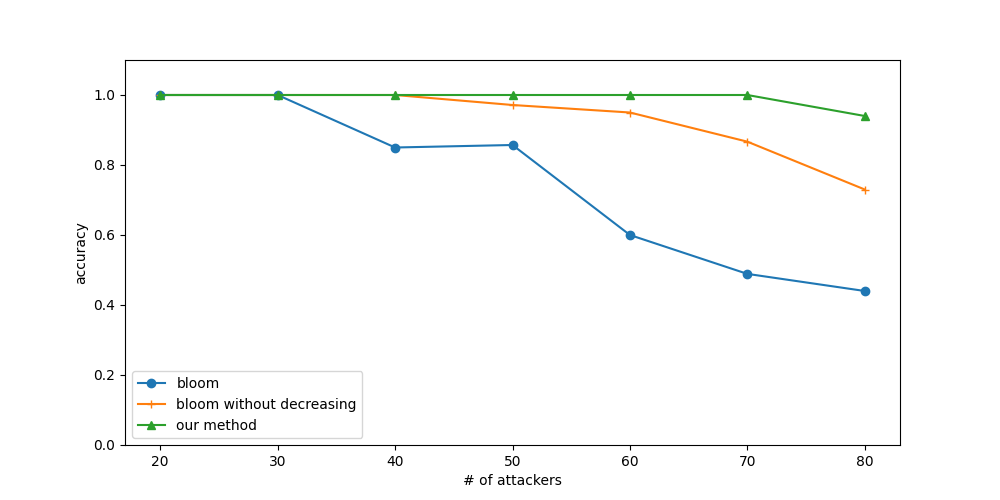 accuracy
1.0
0.8
0.6
0.4
0.2
0.0
bloom
bloom without decreasing
our method
20 30 40 50 60 70 80
# of attackers